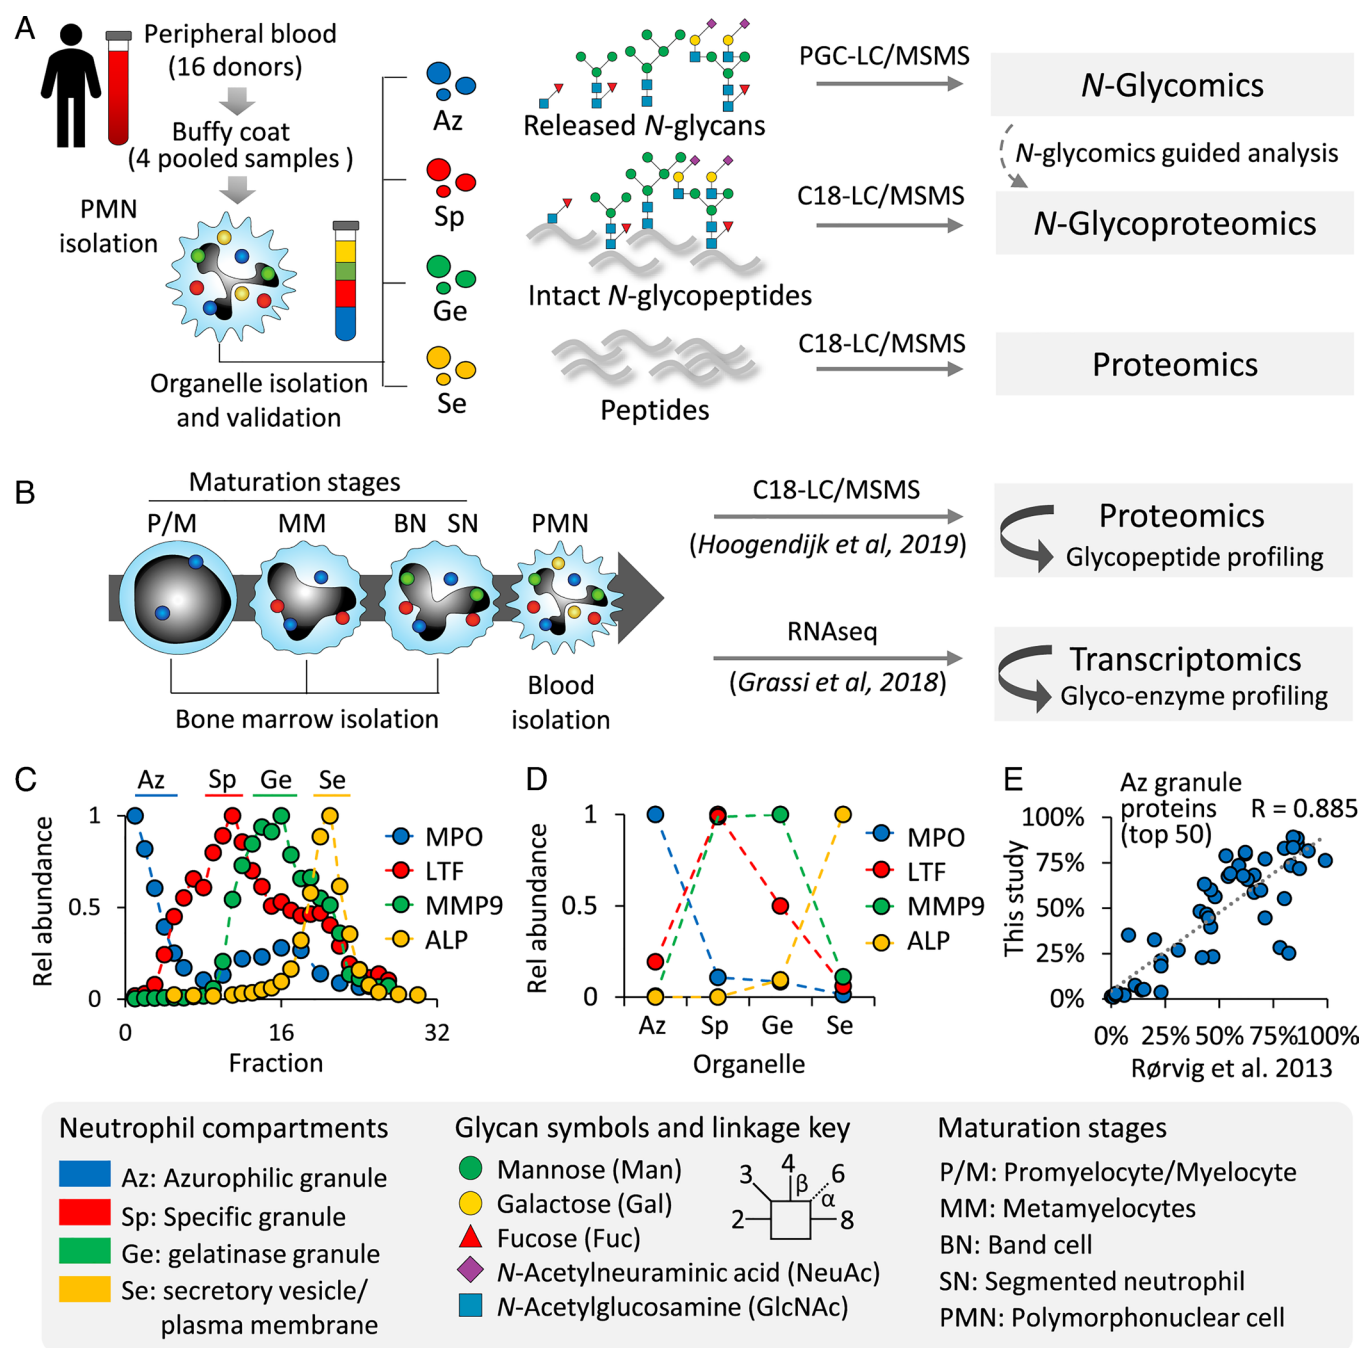 A
Peripheral blood
(16 donors)
Buffy coat
(4 pooled samples )
PMN
isolation
Organelle isolation
and validation
Az
Sp
Ge
Se
Released N-glycans
Intact N-glycopeptides
Peptides
PGC-LC/MSMS
C18-LC/MSMS
C18-LC/MSMS
N-Glycomics
N-glycomics guided analysis
N-Glycoproteomics
Proteomics
B
Maturation stages
P/M
MM
BN
SN
PMN
Bone marrow isolation
Blood
isolation
C18-LC/MSMS
(Hoogendijk et al, 2019)
RNAseq
(Grassi et al, 2018)
Proteomics
Glycopeptide profiling
Transcriptomics
Glyco-enzyme profiling
C
Az
Sp
Ge
Se
Rel abundance
1
0.5
0
0
16
32
Fraction
MPO
LTF
MMP9
ALP
D
Rel abundance
1
0.5
0
Az
Sp
Ge
Se
Organelle
MPO
LTF
MMP9
ALP
E
Az granule
proteins
(top 50)
R = 0.885
This study
100%
75%
50%
25%
0%
0%
25%
50%
75%
100%
Rørvig et al. 2013
Neutrophil compartments
Az: Azurophilic granule
Sp: Specific granule
Ge: gelatinase granule
Se: secretory vesicle/
plasma membrane
Glycan symbols and linkage key
Mannose (Man)
Galactose (Gal)
Fucose (Fuc)
N-Acetylneuraminic acid (NeuAc)
N-Acetylglucosamine (GlcNAc)
4
3
6
β
α
2
8
Maturation stages
P/M: Promyelocyte/Myelocyte
MM: Metamyelocytes
BN: Band cell
SN: Segmented neutrophil
PMN: Polymorphonuclear cell